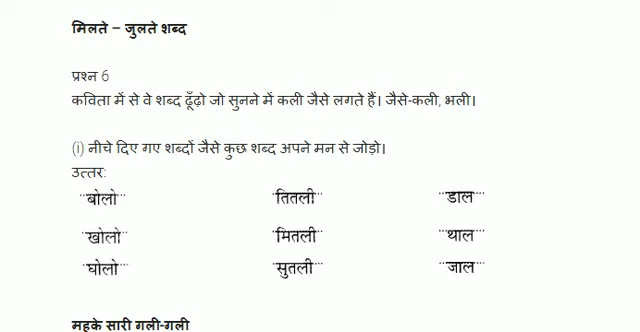 मिलते – जुलते शब्द
प्रश्न 6
कविता में से वे शब्द ढूँढ़ो जो सुनने में कली जैसे लगते हैं। जैसे-कली, भली।
(i) नीचे दिए गए शब्दों जैसे कुछ शब्द अपने मन से जोड़ो।
उत्तर:
बोलो तितली डाल
खोलो मितली थाल
घोलो सुतली जाल
महके सारी गली-गली